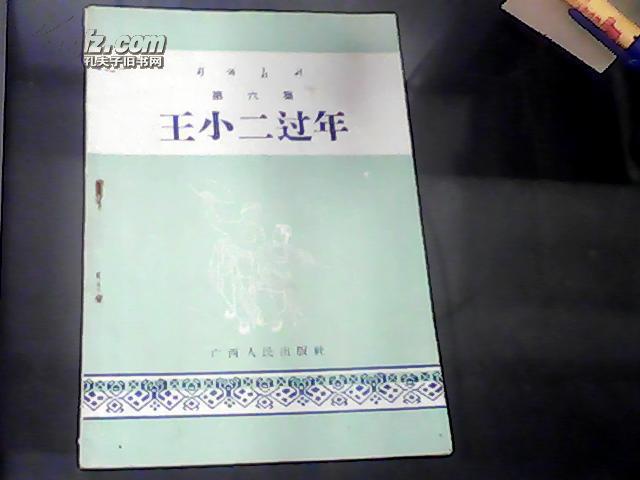 z.com
孔夫子旧书网
第六集
王小二过年
广西人民出版社